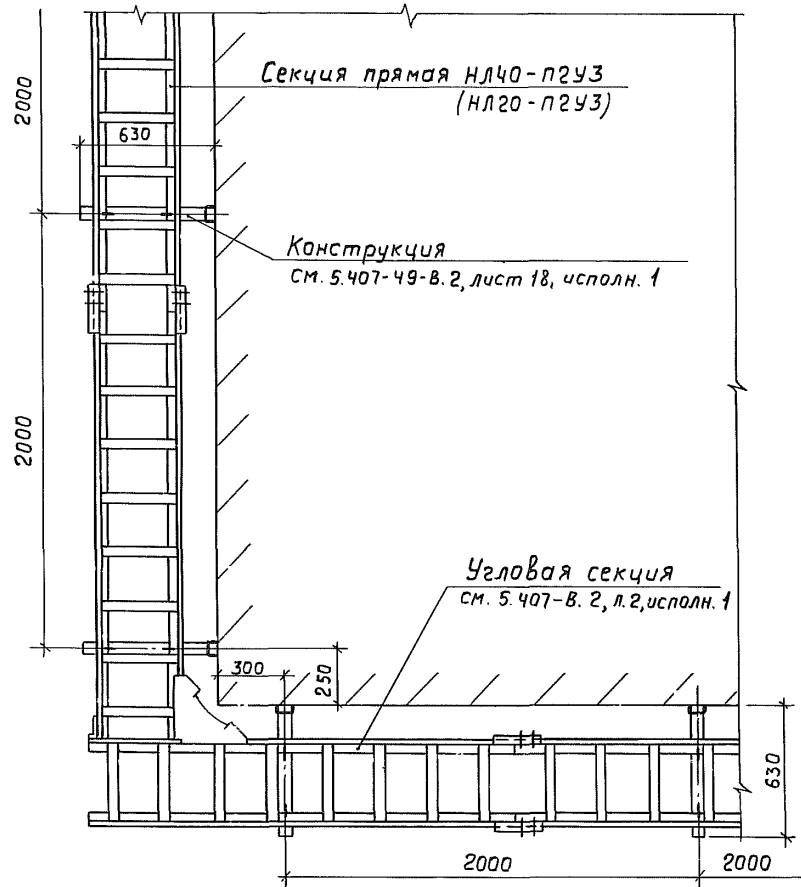 2000
Секция прямая НЛ40-П2У3
(НЛ20-П2У3)
630
Конструкция
см. 5.407-49-В.2, лист 18, исполн. 1
2000
Угловая секция
см. 5.407-В.2, л.2, исполн. 1
300
250
630
2000
2000